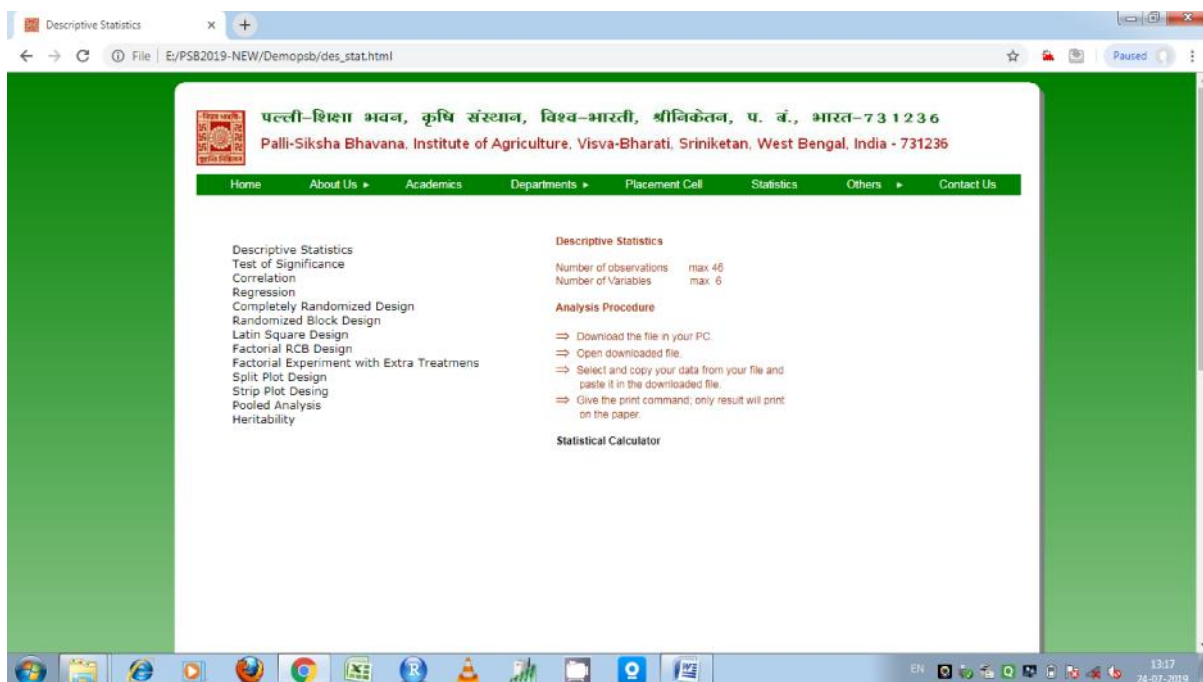 Descriptive Statistics
File | E:/PSB2019-NEW/Demopsb/des_stat.html
Paused
पल्ली-शिक्षा भवन, कृषि संस्थान, विश्व-भारती, श्रीनिकेतन, प. बं., भारत-731236
Palli-Siksha Bhavana, Institute of Agriculture, Visva-Bharati, Sriniketan, West Bengal, India - 731236
Home About Us Academics Departments Placement Cell Statistics Others Contact Us
Descriptive Statistics
Test of Significance
Correlation
Regression
Completely Randomized Design
Randomized Block Design
Latin Square Design
Factorial RCB Design
Factorial Experiment with Extra Treatmens
Split Plot Design
Strip Plot Desing
Pooled Analysis
Heritability
Descriptive Statistics
Number of observations max 46
Number of Variables max 6
Analysis Procedure
⇒ Download the file in your PC.
⇒ Open downloaded file.
⇒ Select and copy your data from your file and
paste it in the downloaded file.
⇒ Give the print command; only result will print
on the paper.
Statistical Calculator
EN
13:17
24-07-2019